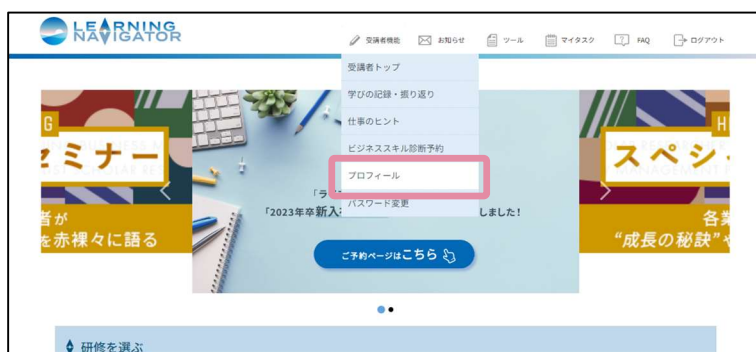 LEARNING
NAVIGATOR
受講者機能 お知らせ ツール マイタスク FAQ ログアウト
受講者トップ
学びの記録・振り返り
仕事のヒント
ビジネススキル診断予約
プロフィール
パスワード変更
G
ミナー
者が
を赤裸々に語る
「ラ
「2023年卒新入 しました!
ご予約ページはこちら
H
スペシ
各業
“成長の秘訣”
研修を選ぶ